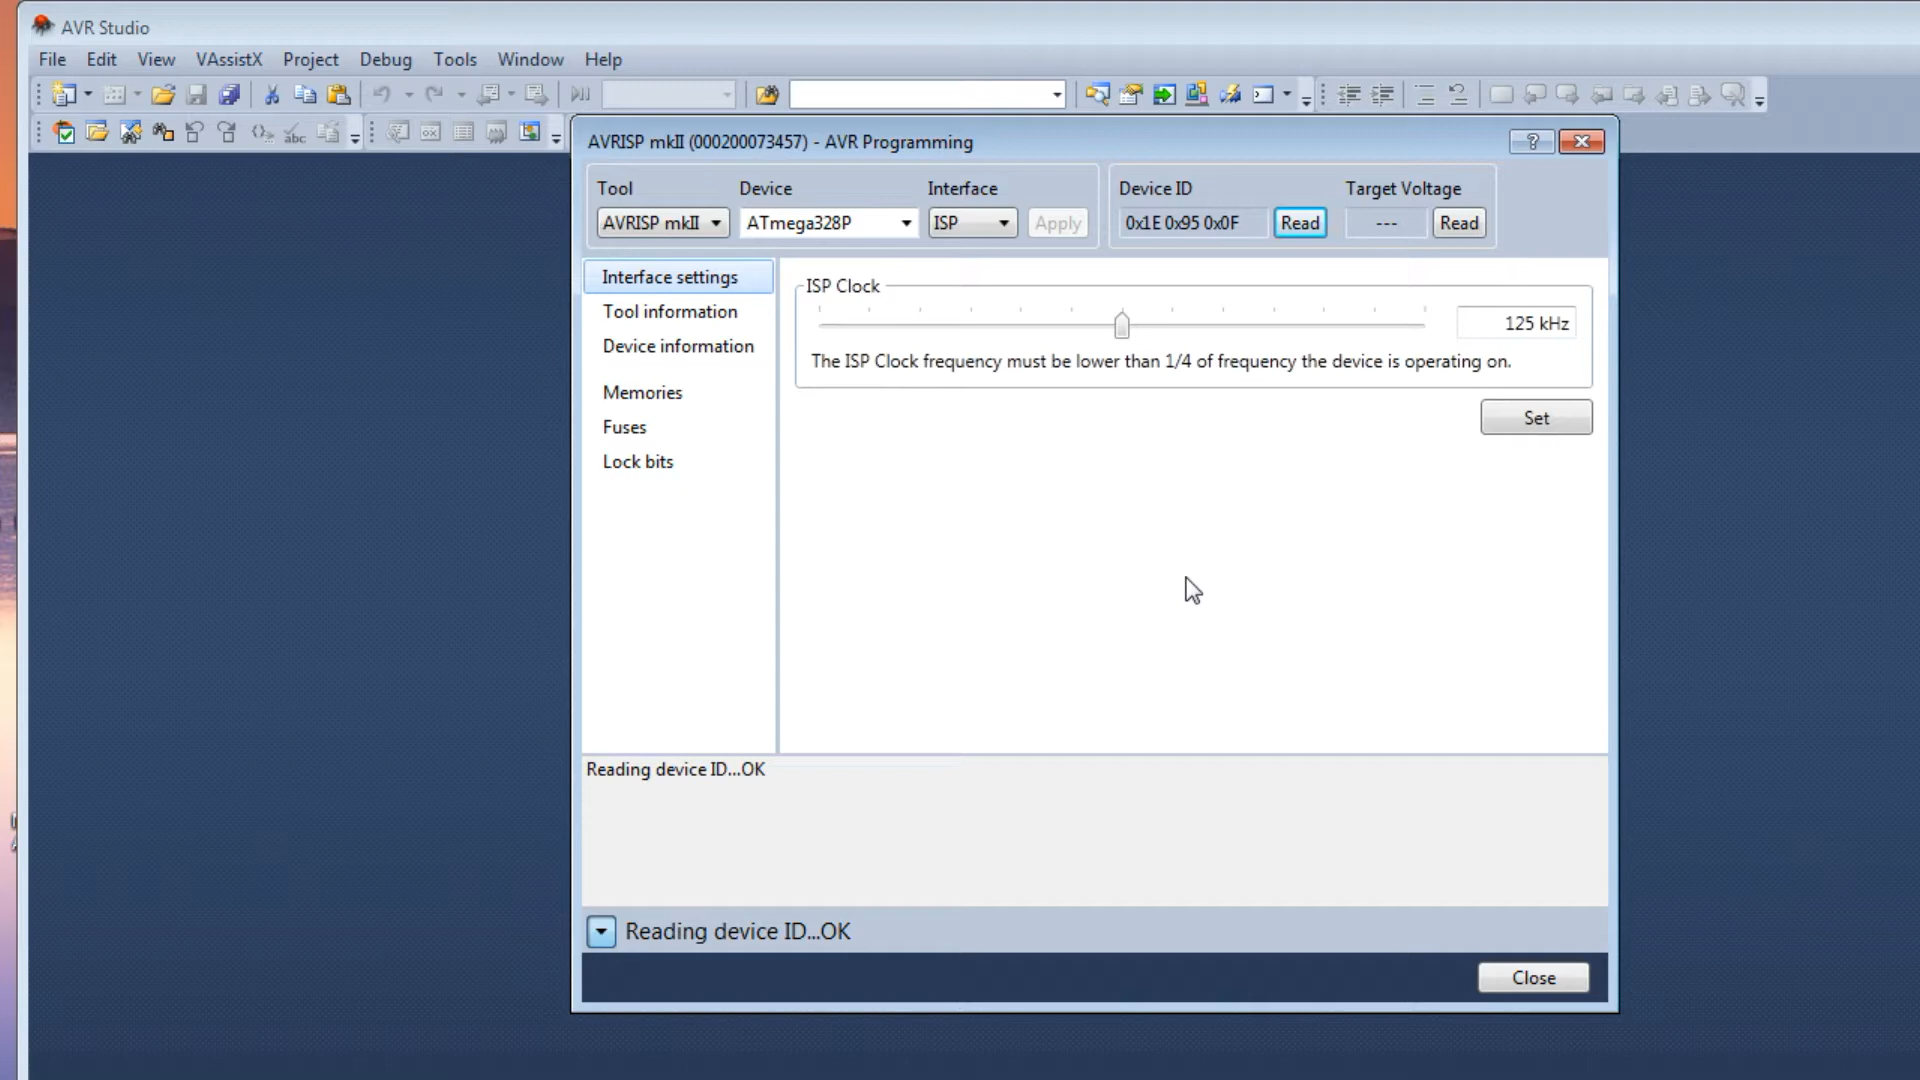 AVR Studio
File Edit View VAssistX Project Debug Tools Window Help
AVRISP mkII (000200073457) - AVR Programming
Tool Device Interface Device ID Target Voltage
AVRISP mkII ATmega328P ISP Apply 0x1E 0x95 0x0F Read --- Read
Interface settings
Tool information
Device information
Memories
Fuses
Lock bits
ISP Clock
125 kHz
The ISP Clock frequency must be lower than 1/4 of frequency the device is operating on.
Set
Reading device ID...OK
Reading device ID...OK
Close